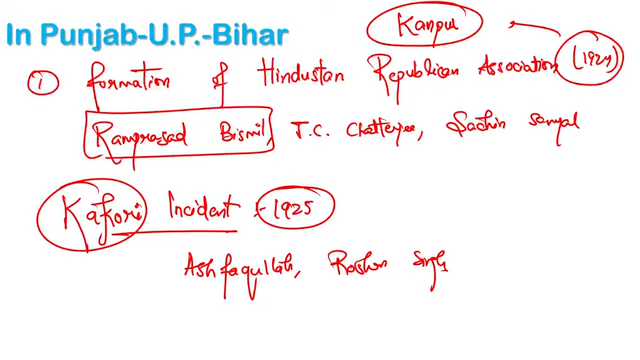 In Punjab-U.P.-Bihar
Kanpur
① Formation of Hindustan Republican Association (1924)
Ramprasad Bismil, J.C. Chatterjee, Sachin Sanyal
Kakori Incident :- 1925
Ashfaqullah, Roshan Singh